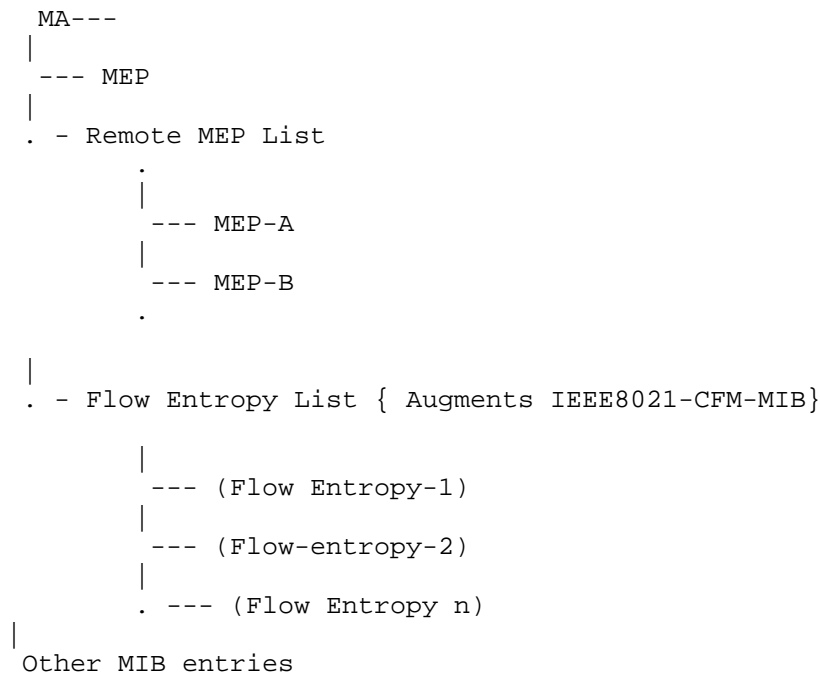 MA---
|
--- MEP
|
. - Remote MEP List
.
|
--- MEP-A
|
--- MEP-B
.
|
. - Flow Entropy List { Augments IEEE8021-CFM-MIB}
|
--- (Flow Entropy-1)
|
--- (Flow-entropy-2)
|
. --- (Flow Entropy n)
|
Other MIB entries